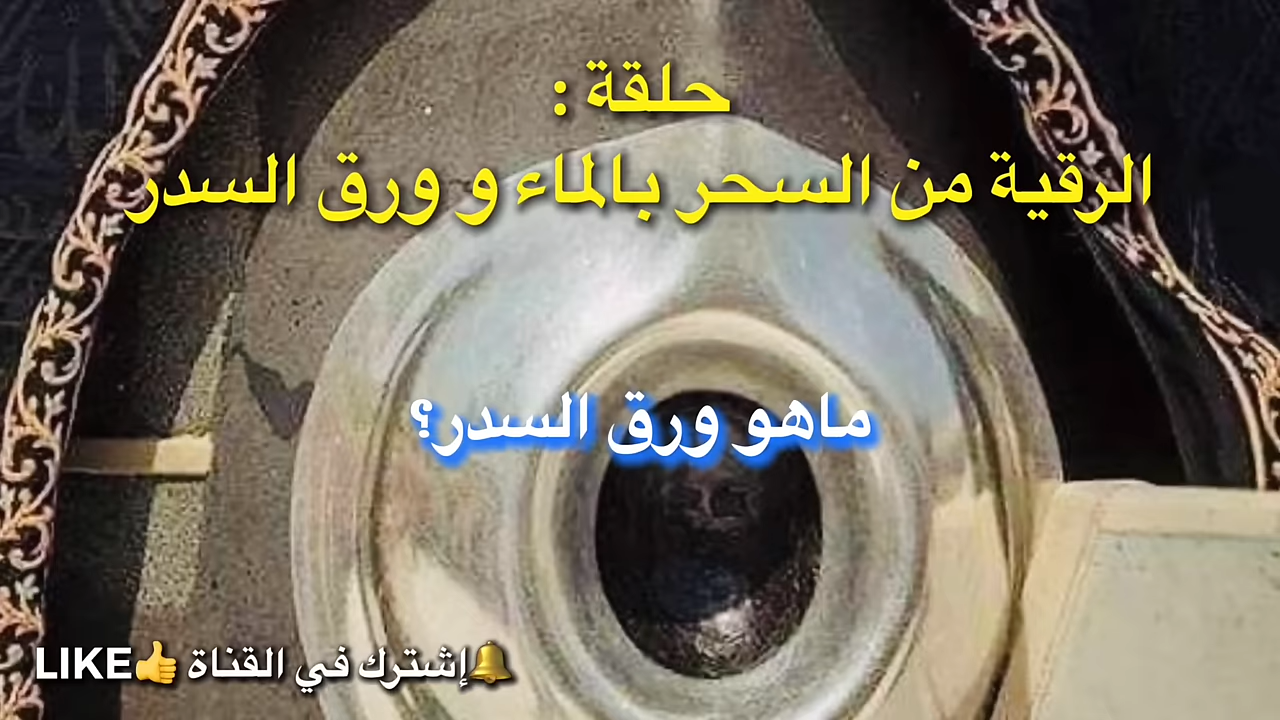 حلقة :
الرقية من السحر بالماء و ورق السدر
ماهو ورق السدر؟
🔔إشترك في القناة 👍LIKE